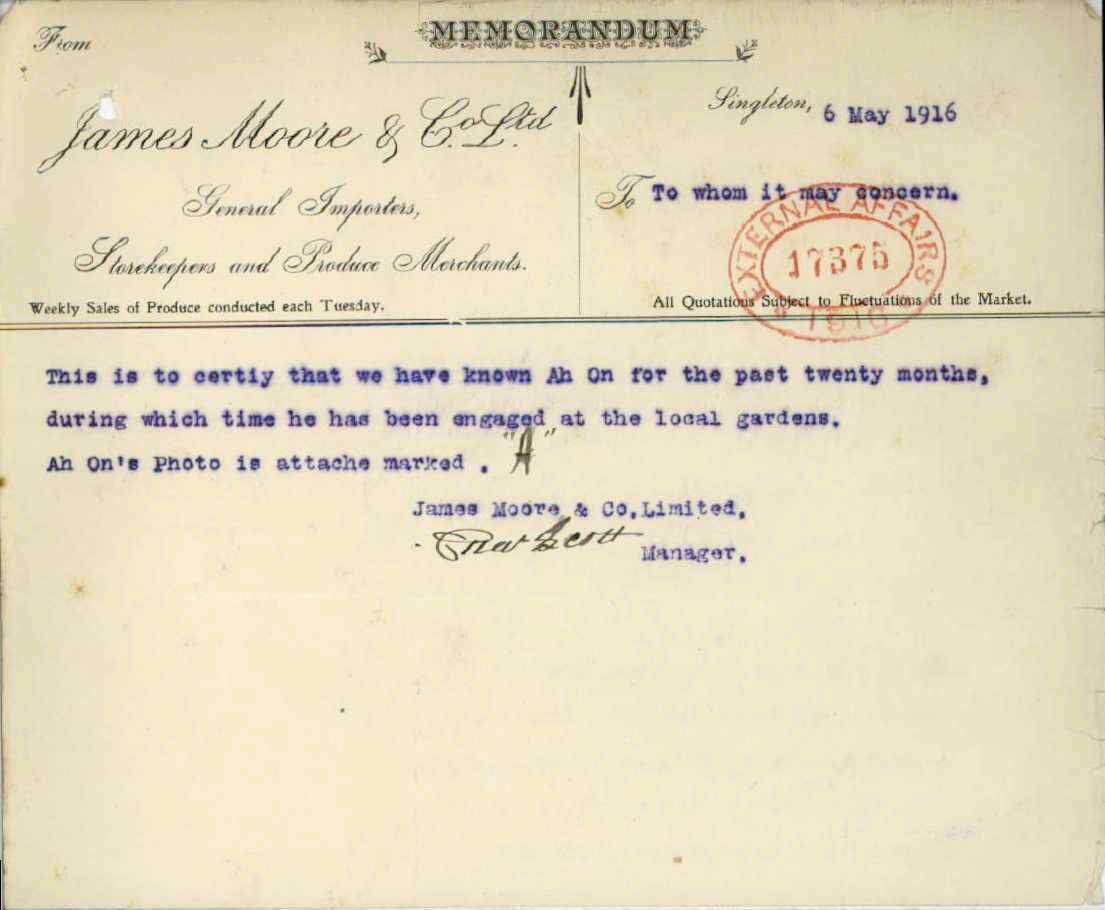 MEMORANDUM
From
James Moore & Co. Ltd
General Importers,
Storekeepers and Produce Merchants.
Weekly Sales of Produce conducted each Tuesday.
Singleton, 6 May 1916
To To whom it may concern.
EXTERNAL AFFAIRS
17375
1916
All Quotations Subject to Fluctuations of the Market.
This is to certiy that we have known Ah On for the past twenty months,
during which time he has been engaged at the local gardens.
Ah On's Photo is attache marked . "A"
James Moore & Co.Limited.
Scott
Manager.